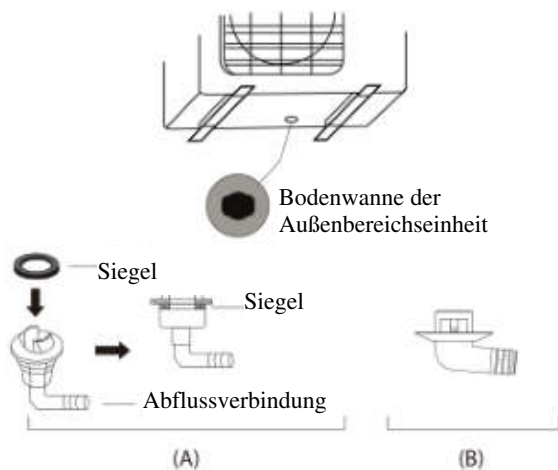 Bodenwanne der
Außenbereichseinheit
Siegel
Siegel
Abflussverbindung
(A)
(B)